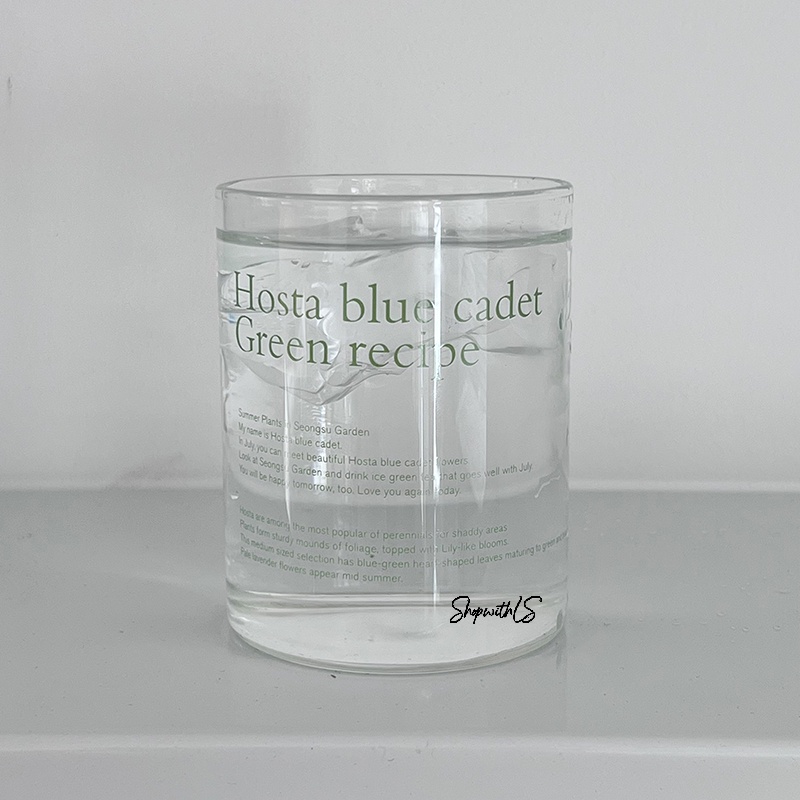 Hosta blue cadet
Green recipe
Summer Plants in Seongsu Garden
My name is Hosta blue cadet.
In July, you can meet beautiful Hosta blue cadet flowers
Look at Seongsu Garden and drink ice green tea that goes well with July
You will be happy tomorrow, too. Love you again today.
Hosta are among the most popular of perennials for shaddy areas
Plants form sturdy mounds of foliage, topped with Lily-like blooms.
This medium sized selection has blue-green heart shaped leaves maturing to green
Pale lavender flowers appear mid summer.
ShopwithLS